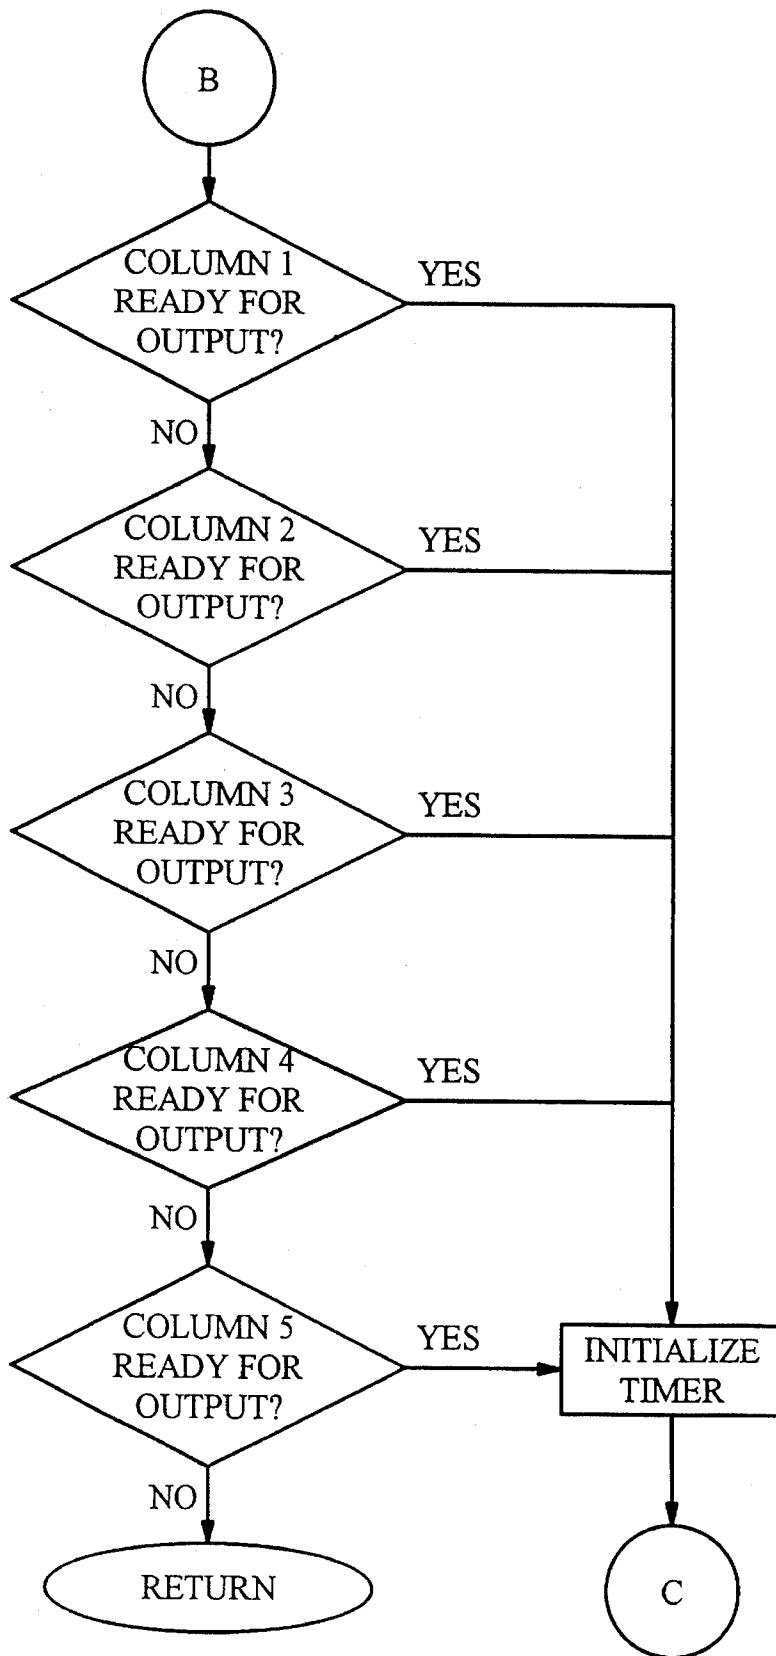 B
COLUMN 1
READY FOR
OUTPUT?
YES
NO
COLUMN 2
READY FOR
OUTPUT?
YES
NO
COLUMN 3
READY FOR
OUTPUT?
YES
NO
COLUMN 4
READY FOR
OUTPUT?
YES
NO
COLUMN 5
READY FOR
OUTPUT?
YES
INITIALIZE
TIMER
NO
RETURN
C